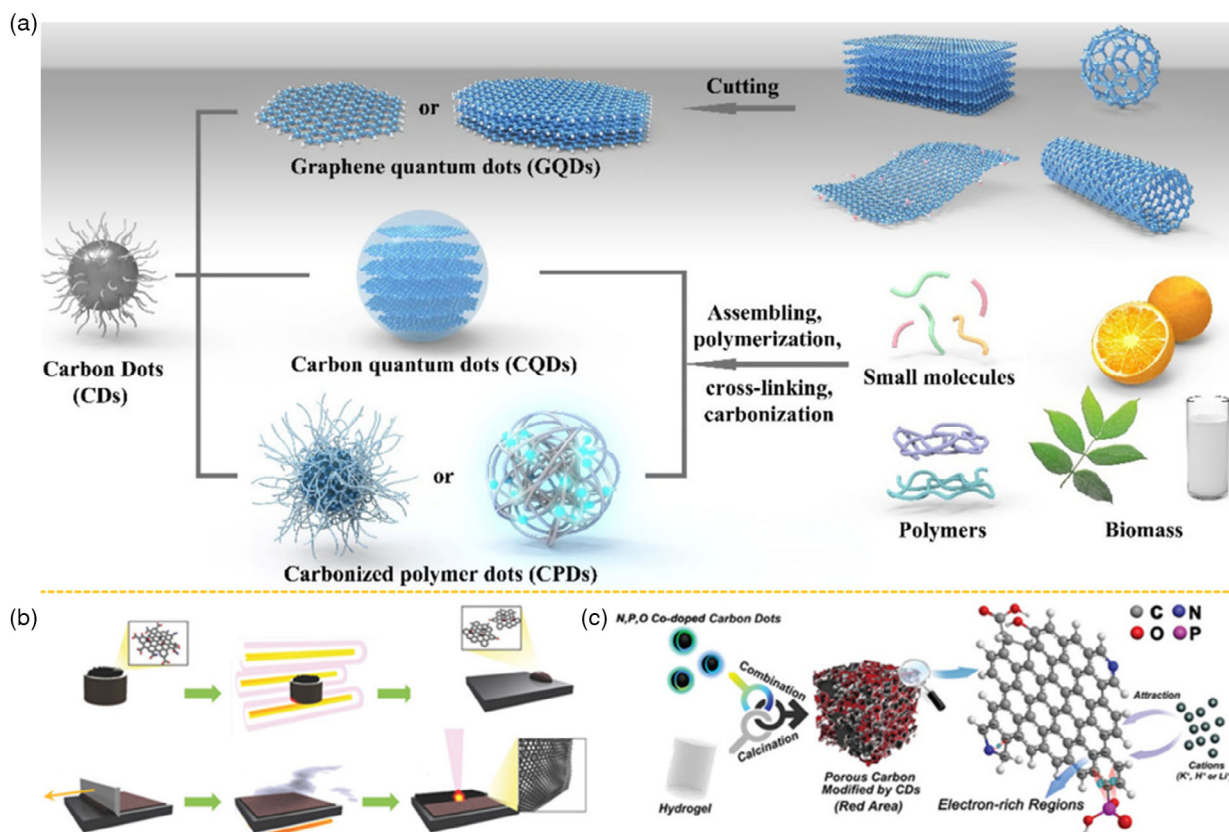 (a)
Cutting
or
Graphene quantum dots (GQDs)
Carbon Dots
(CDs)
Carbon quantum dots (CQDs)
Assembling,
polymerization,
cross-linking,
carbonization
Small molecules
or
Polymers
Biomass
Carbonized polymer dots (CPDs)
(b)
(c)
N,P,O Co-doped Carbon Dots
Combination
Calcination
Hydrogel
Porous Carbon
Modified by CDs
(Red Area)
C
N
O
P
Attraction
Cations
(K⁺, H⁺ or Li⁺)
Electron-rich Regions